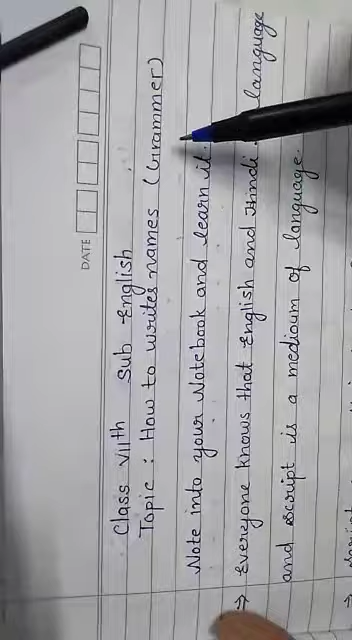 DATE
Class VIIth Sub English
Topic : How to writes names (Grammer)
Note into your Notebook and learn it.
⇒ Everyone knows that English and Hindi language
and script is a medioum of language.